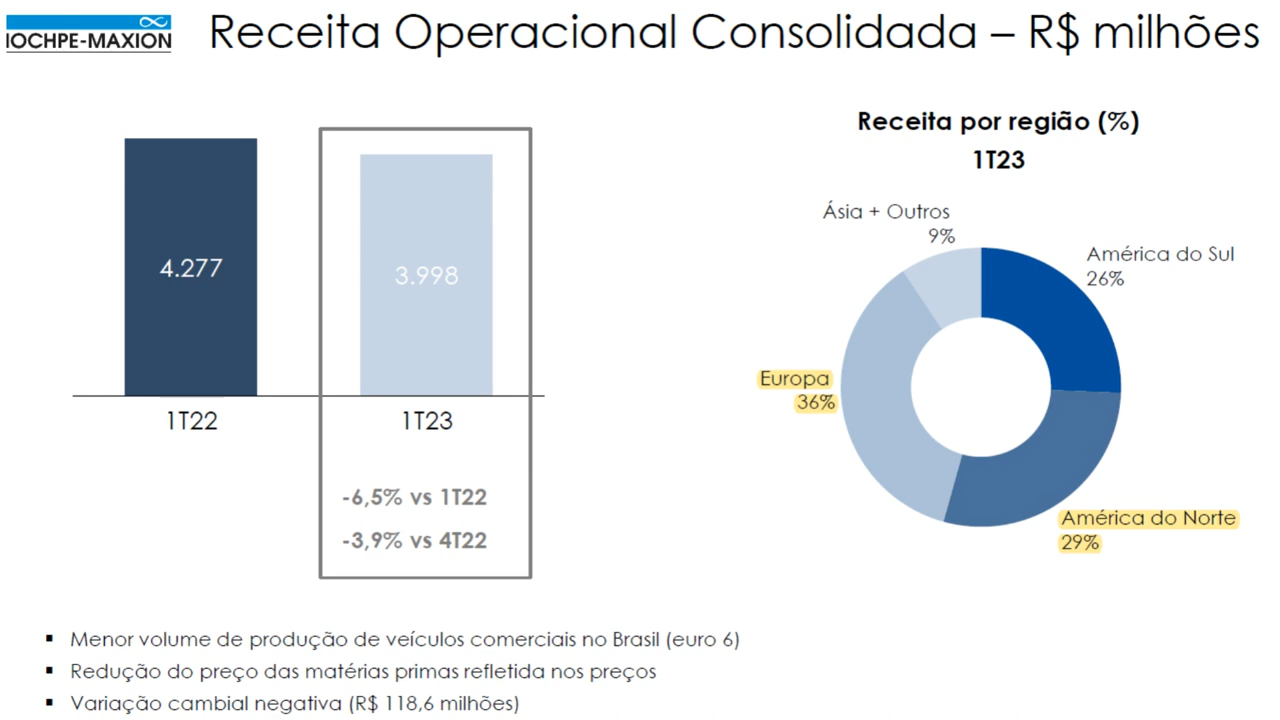 IOCHPE-MAXION
Receita Operacional Consolidada – R$ milhões
4.277
3.998
1T22
1T23
-6,5% vs 1T22
-3,9% vs 4T22
Receita por região (%)
1T23
Ásia + Outros
9%
América do Sul
26%
Europa
36%
América do Norte
29%
▪ Menor volume de produção de veículos comerciais no Brasil (euro 6)
▪ Redução do preço das matérias primas refletida nos preços
▪ Variação cambial negativa (R$ 118,6 milhões)